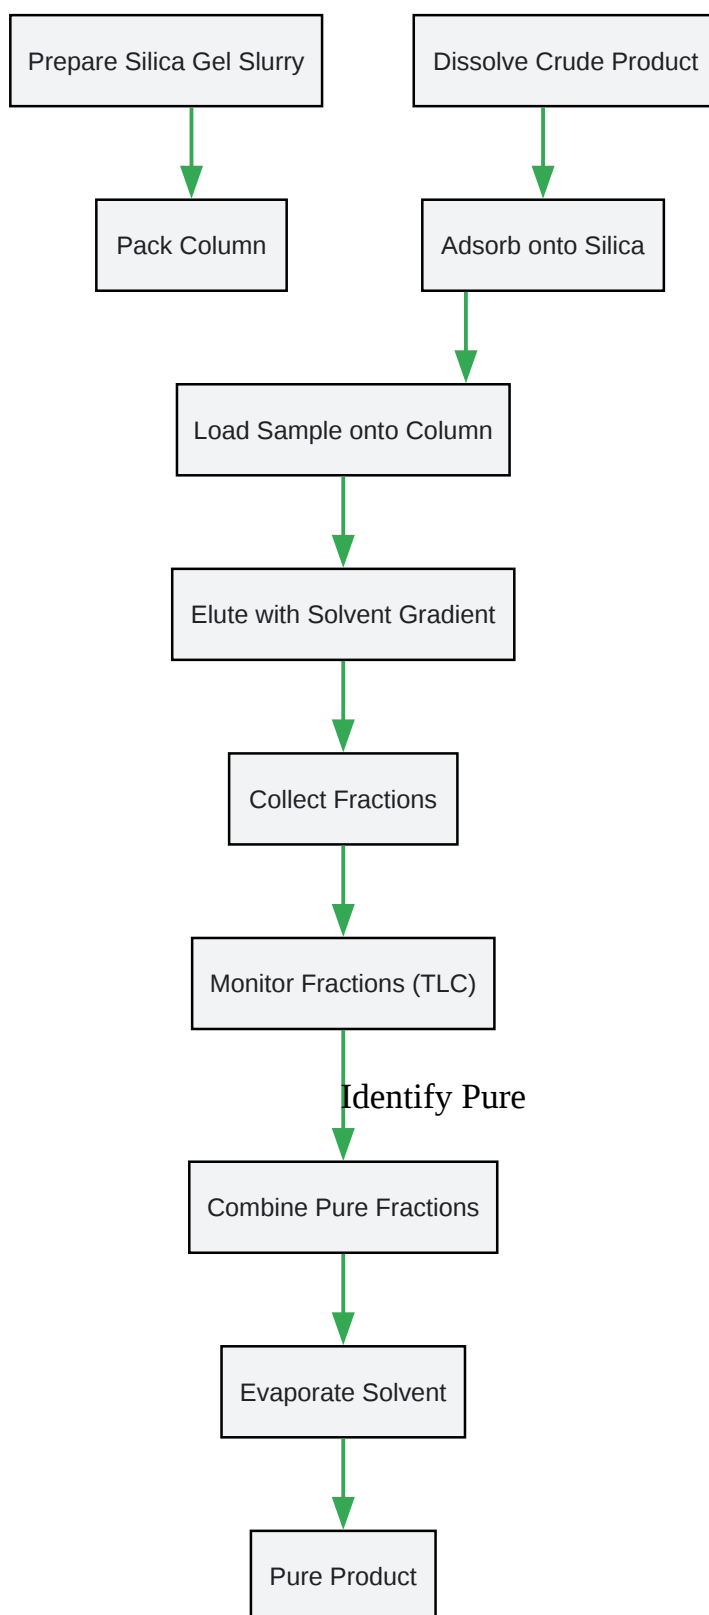 Prepare Silica Gel Slurry
Dissolve Crude Product
Pack Column
Adsorb onto Silica
Load Sample onto Column
Elute with Solvent Gradient
Collect Fractions
Monitor Fractions (TLC)
Identify Pure
Combine Pure Fractions
Evaporate Solvent
Pure Product